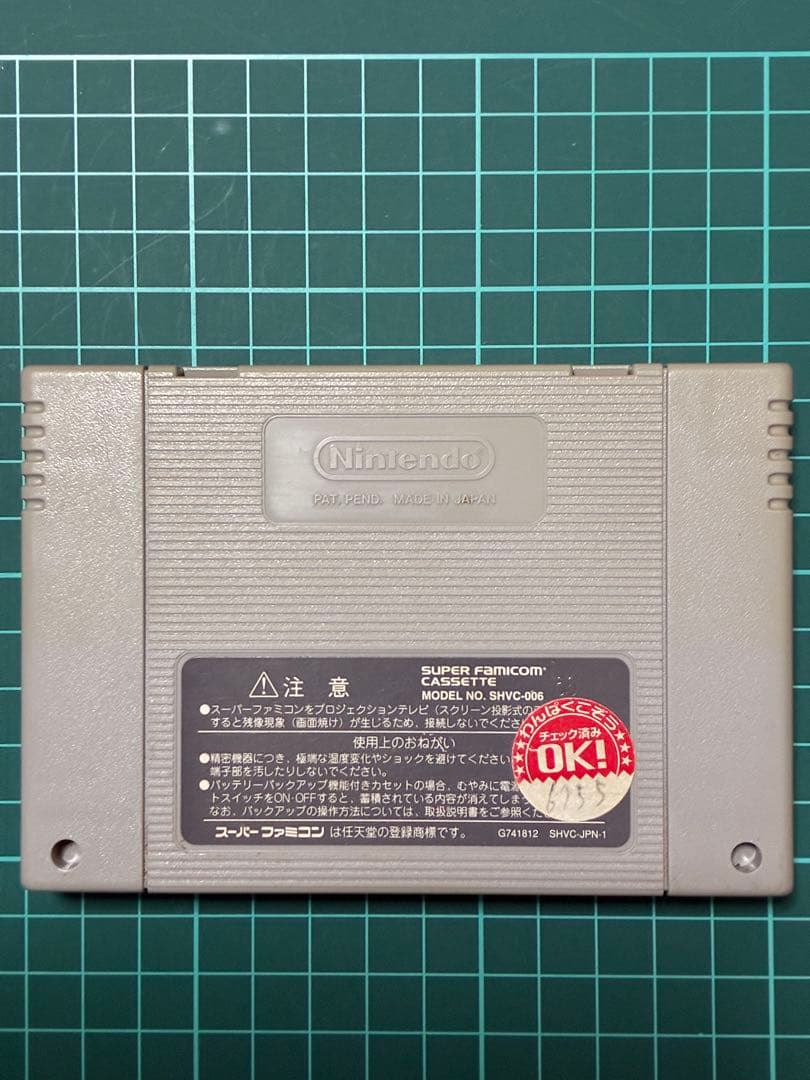 Nintendo
PAT. PEND. MADE IN JAPAN
⚠注 意
SUPER FAMICOM
CASSETTE
MODEL NO. SHVC-006
●スーパーファミコンをプロジェクションテレビ（スクリーン投影式の
すると残像現象（画面焼け）が生じるため、接続しないでくださ
使用上のおねがい
●精密機器につき、極端な温度変化やショックを避けてください
端子部を汚したりしないでください。
●バッテリーバックアップ機能付きカセットの場合、むやみに電源
トスイッチをON・OFFすると、蓄積されている内容が消えてしま
なお、バックアップの操作方法については、取扱説明書をご参照くだ
スーパーファミコン は任天堂の登録商標です。
G741812 SHVC-JPN-1
★★★わんぱくこぞう★★★
チェック済み
OK!
6755